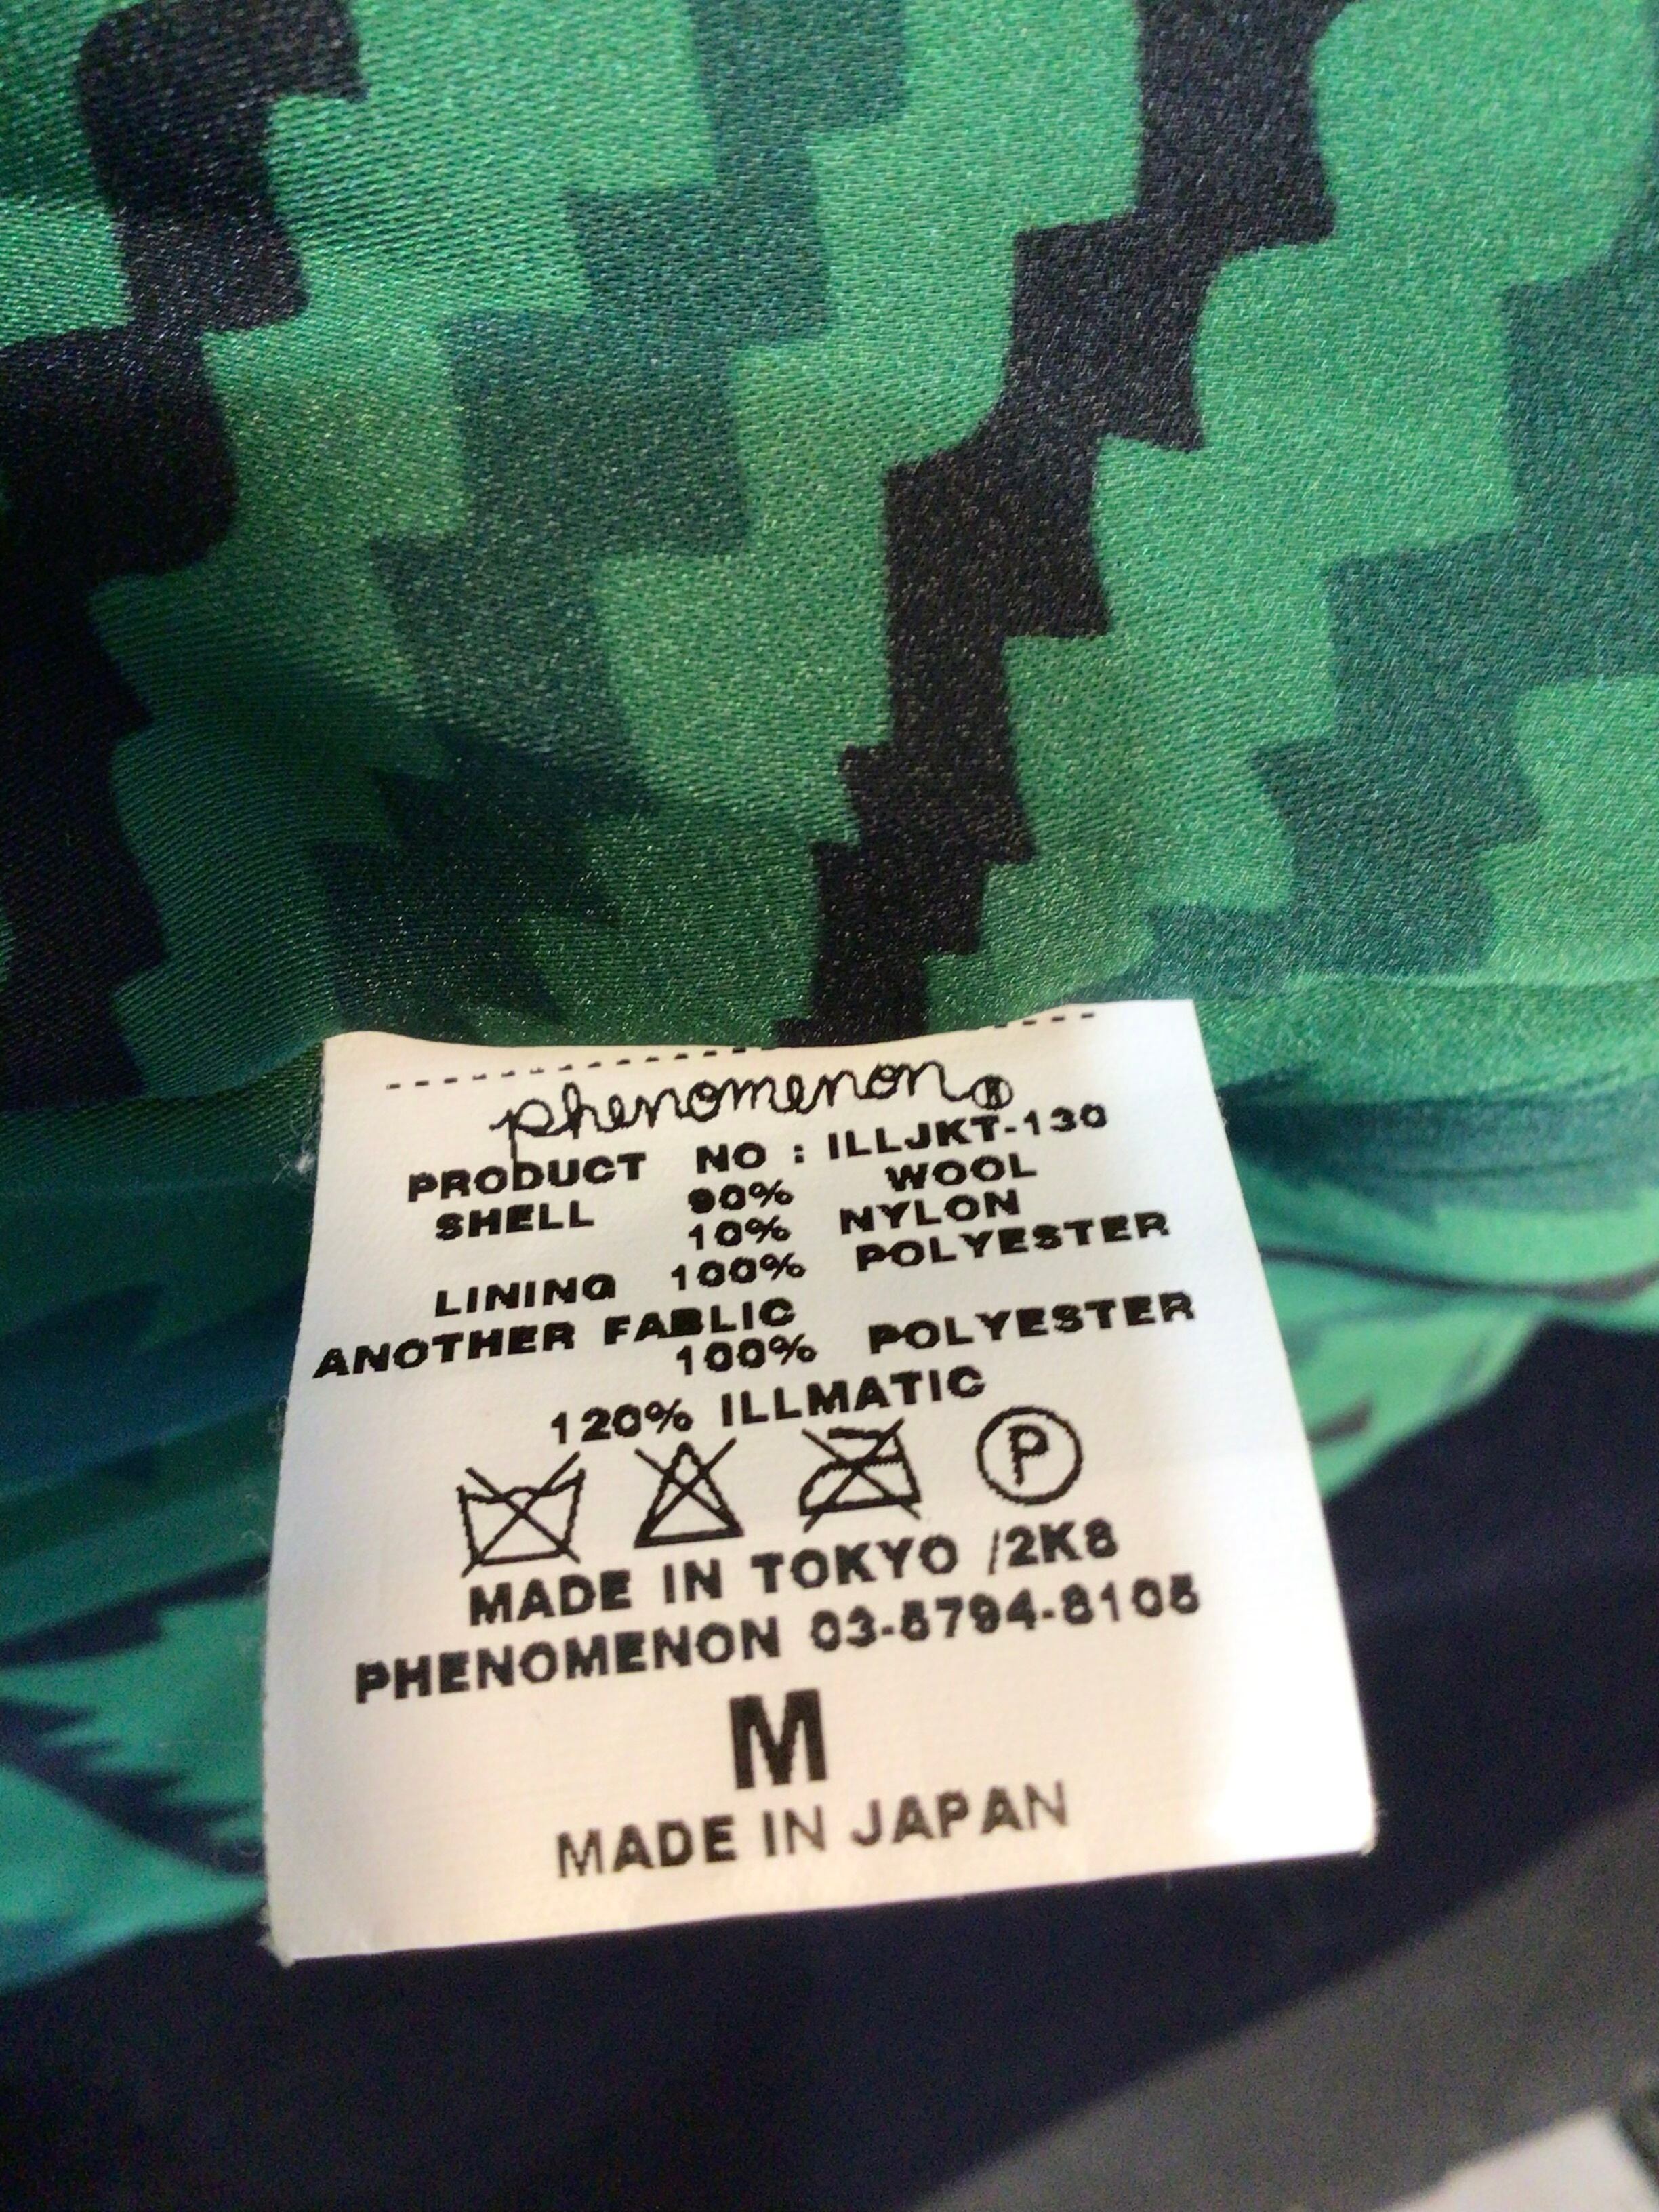 phenomenon®
PRODUCT NO : ILLJKT-130
SHELL 90% WOOL
10% NYLON
LINING 100% POLYESTER
ANOTHER FABLIC
100% POLYESTER
120% ILLMATIC
P
MADE IN TOKYO /2K8
PHENOMENON 03-5794-8105
M
MADE IN JAPAN